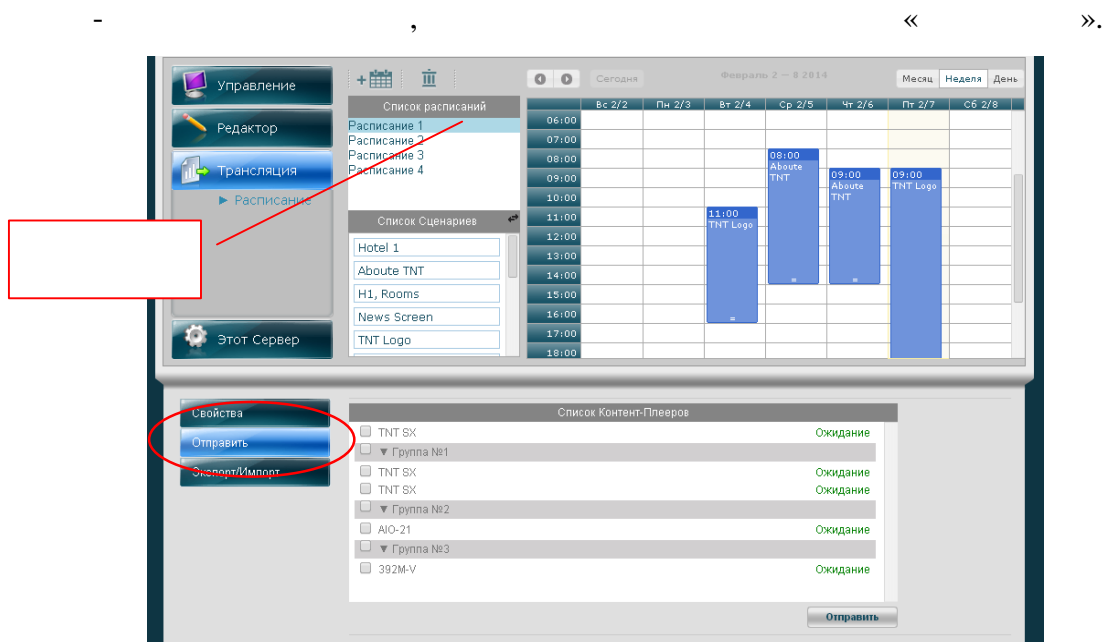 - , « ».
Управление
Редактор
Трансляция
► Расписание
Этот Сервер
Список расписаний
Расписание 1
Расписание 2
Расписание 3
Расписание 4
Список Сценариев
Hotel 1
Aboute TNT
H1, Rooms
News Screen
TNT Logo
Сегодня
Февраль 2 — 8 2014
Месяц Неделя День
Вс 2/2 Пн 2/3 Вт 2/4 Ср 2/5 Чт 2/6 Пт 2/7 Сб 2/8
06:00
07:00
08:00
09:00
10:00
11:00
12:00
13:00
14:00
15:00
16:00
17:00
18:00
11:00
TNT Logo
08:00
Aboute
TNT
09:00
Aboute
TNT
09:00
TNT Logo
Свойства
Отправить
Экспорт/Импорт
Список Контент-Плееров
TNT SX Ожидание
▼ Группа №1
TNT SX Ожидание
TNT SX Ожидание
▼ Группа №2
AIO-21 Ожидание
▼ Группа №3
392M-V Ожидание
Отправить